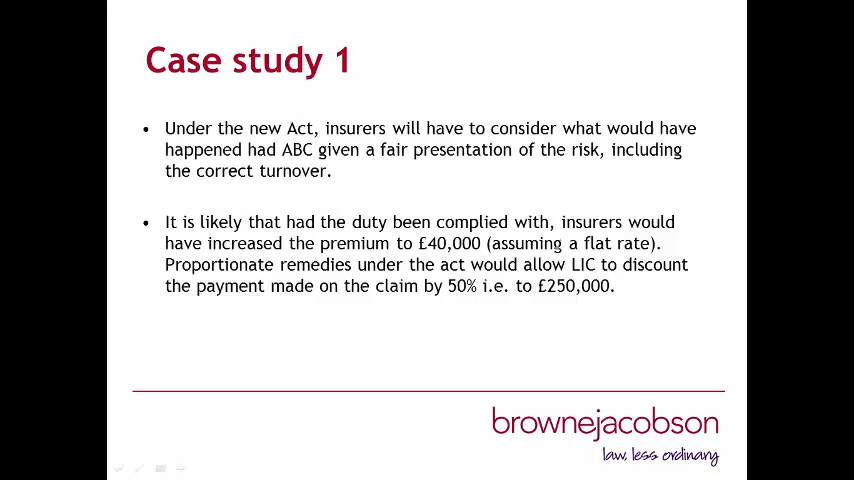 Case study 1
• Under the new Act, insurers will have to consider what would have
happened had ABC given a fair presentation of the risk, including
the correct turnover.
• It is likely that had the duty been complied with, insurers would
have increased the premium to £40,000 (assuming a flat rate).
Proportionate remedies under the act would allow LIC to discount
the payment made on the claim by 50% i.e. to £250,000.
brownejacobson
law, less ordinary